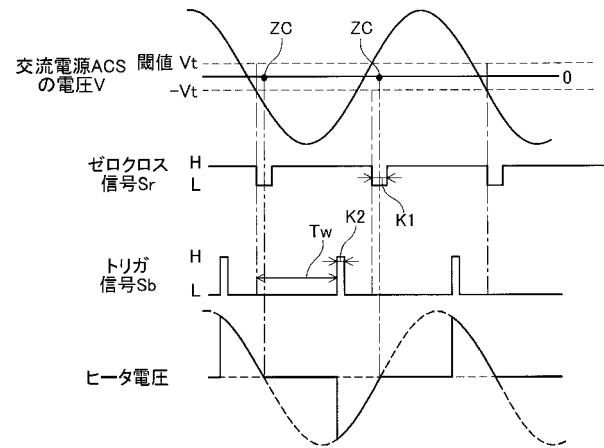 ZC
ZC
交流電源ACS
の電圧V
閾値 Vt
0
-Vt
ゼロクロス
信号Sr
H
L
K1
Tw
K2
トリガ
信号Sb
H
L
ヒータ電圧